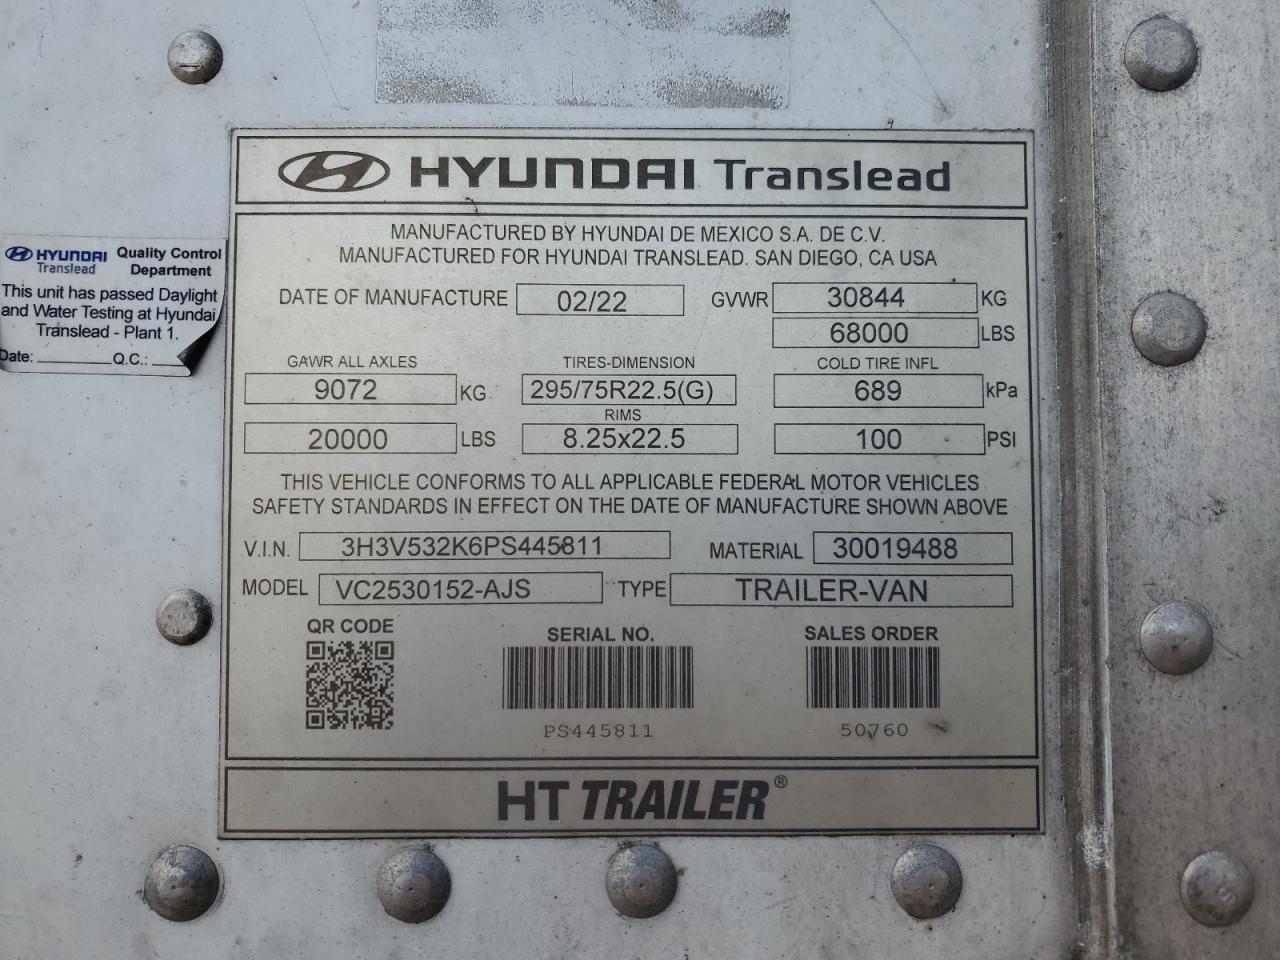 HYUNDAI Translead
MANUFACTURED BY HYUNDAI DE MEXICO S.A. DE C.V.
MANUFACTURED FOR HYUNDAI TRANSLEAD. SAN DIEGO, CA USA
DATE OF MANUFACTURE 02/22 GVWR 30844 KG
68000 LBS
GAWR ALL AXLES TIRES-DIMENSION COLD TIRE INFL
9072 KG 295/75R22.5(G) 689 kPa
RIMS
20000 LBS 8.25x22.5 100 PSI
THIS VEHICLE CONFORMS TO ALL APPLICABLE FEDERAL MOTOR VEHICLES
SAFETY STANDARDS IN EFFECT ON THE DATE OF MANUFACTURE SHOWN ABOVE
V.I.N. 3H3V532K6PS445811 MATERIAL 30019488
MODEL VC2530152-AJS TYPE TRAILER-VAN
QR CODE SERIAL NO. SALES ORDER
PS445811 50760
HT TRAILER®
HYUNDAI Translead
Quality Control
Department
This unit has passed Daylight
and Water Testing at Hyundai
Translead - Plant 1.
Date: Q.C.: